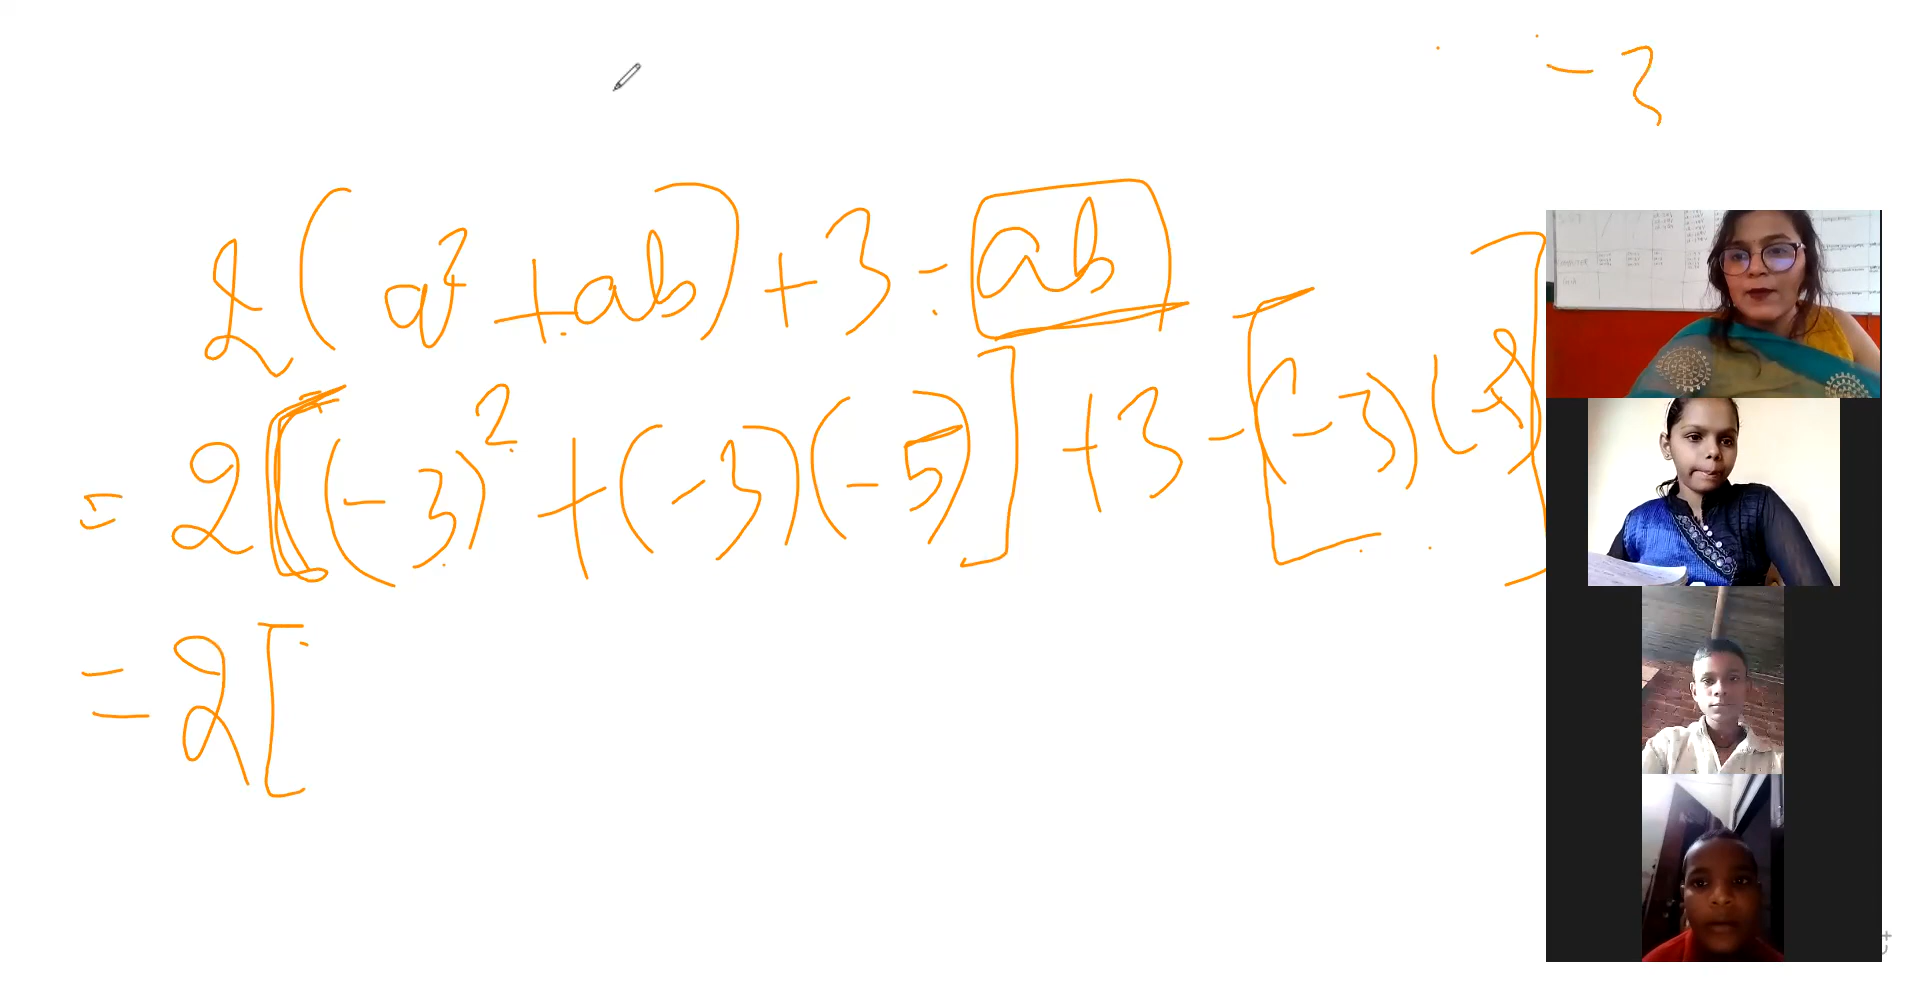 - 3
2(a² + ab) + 3 - ab
= 2[(-3)² + (-3)(-5)] + 3 - [(-3)(-5)]
= 2[